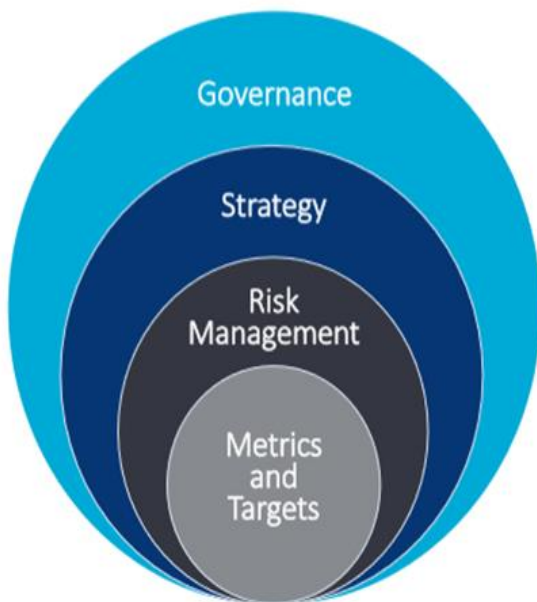 Governance
Strategy
Risk
Management
Metrics
and
Targets